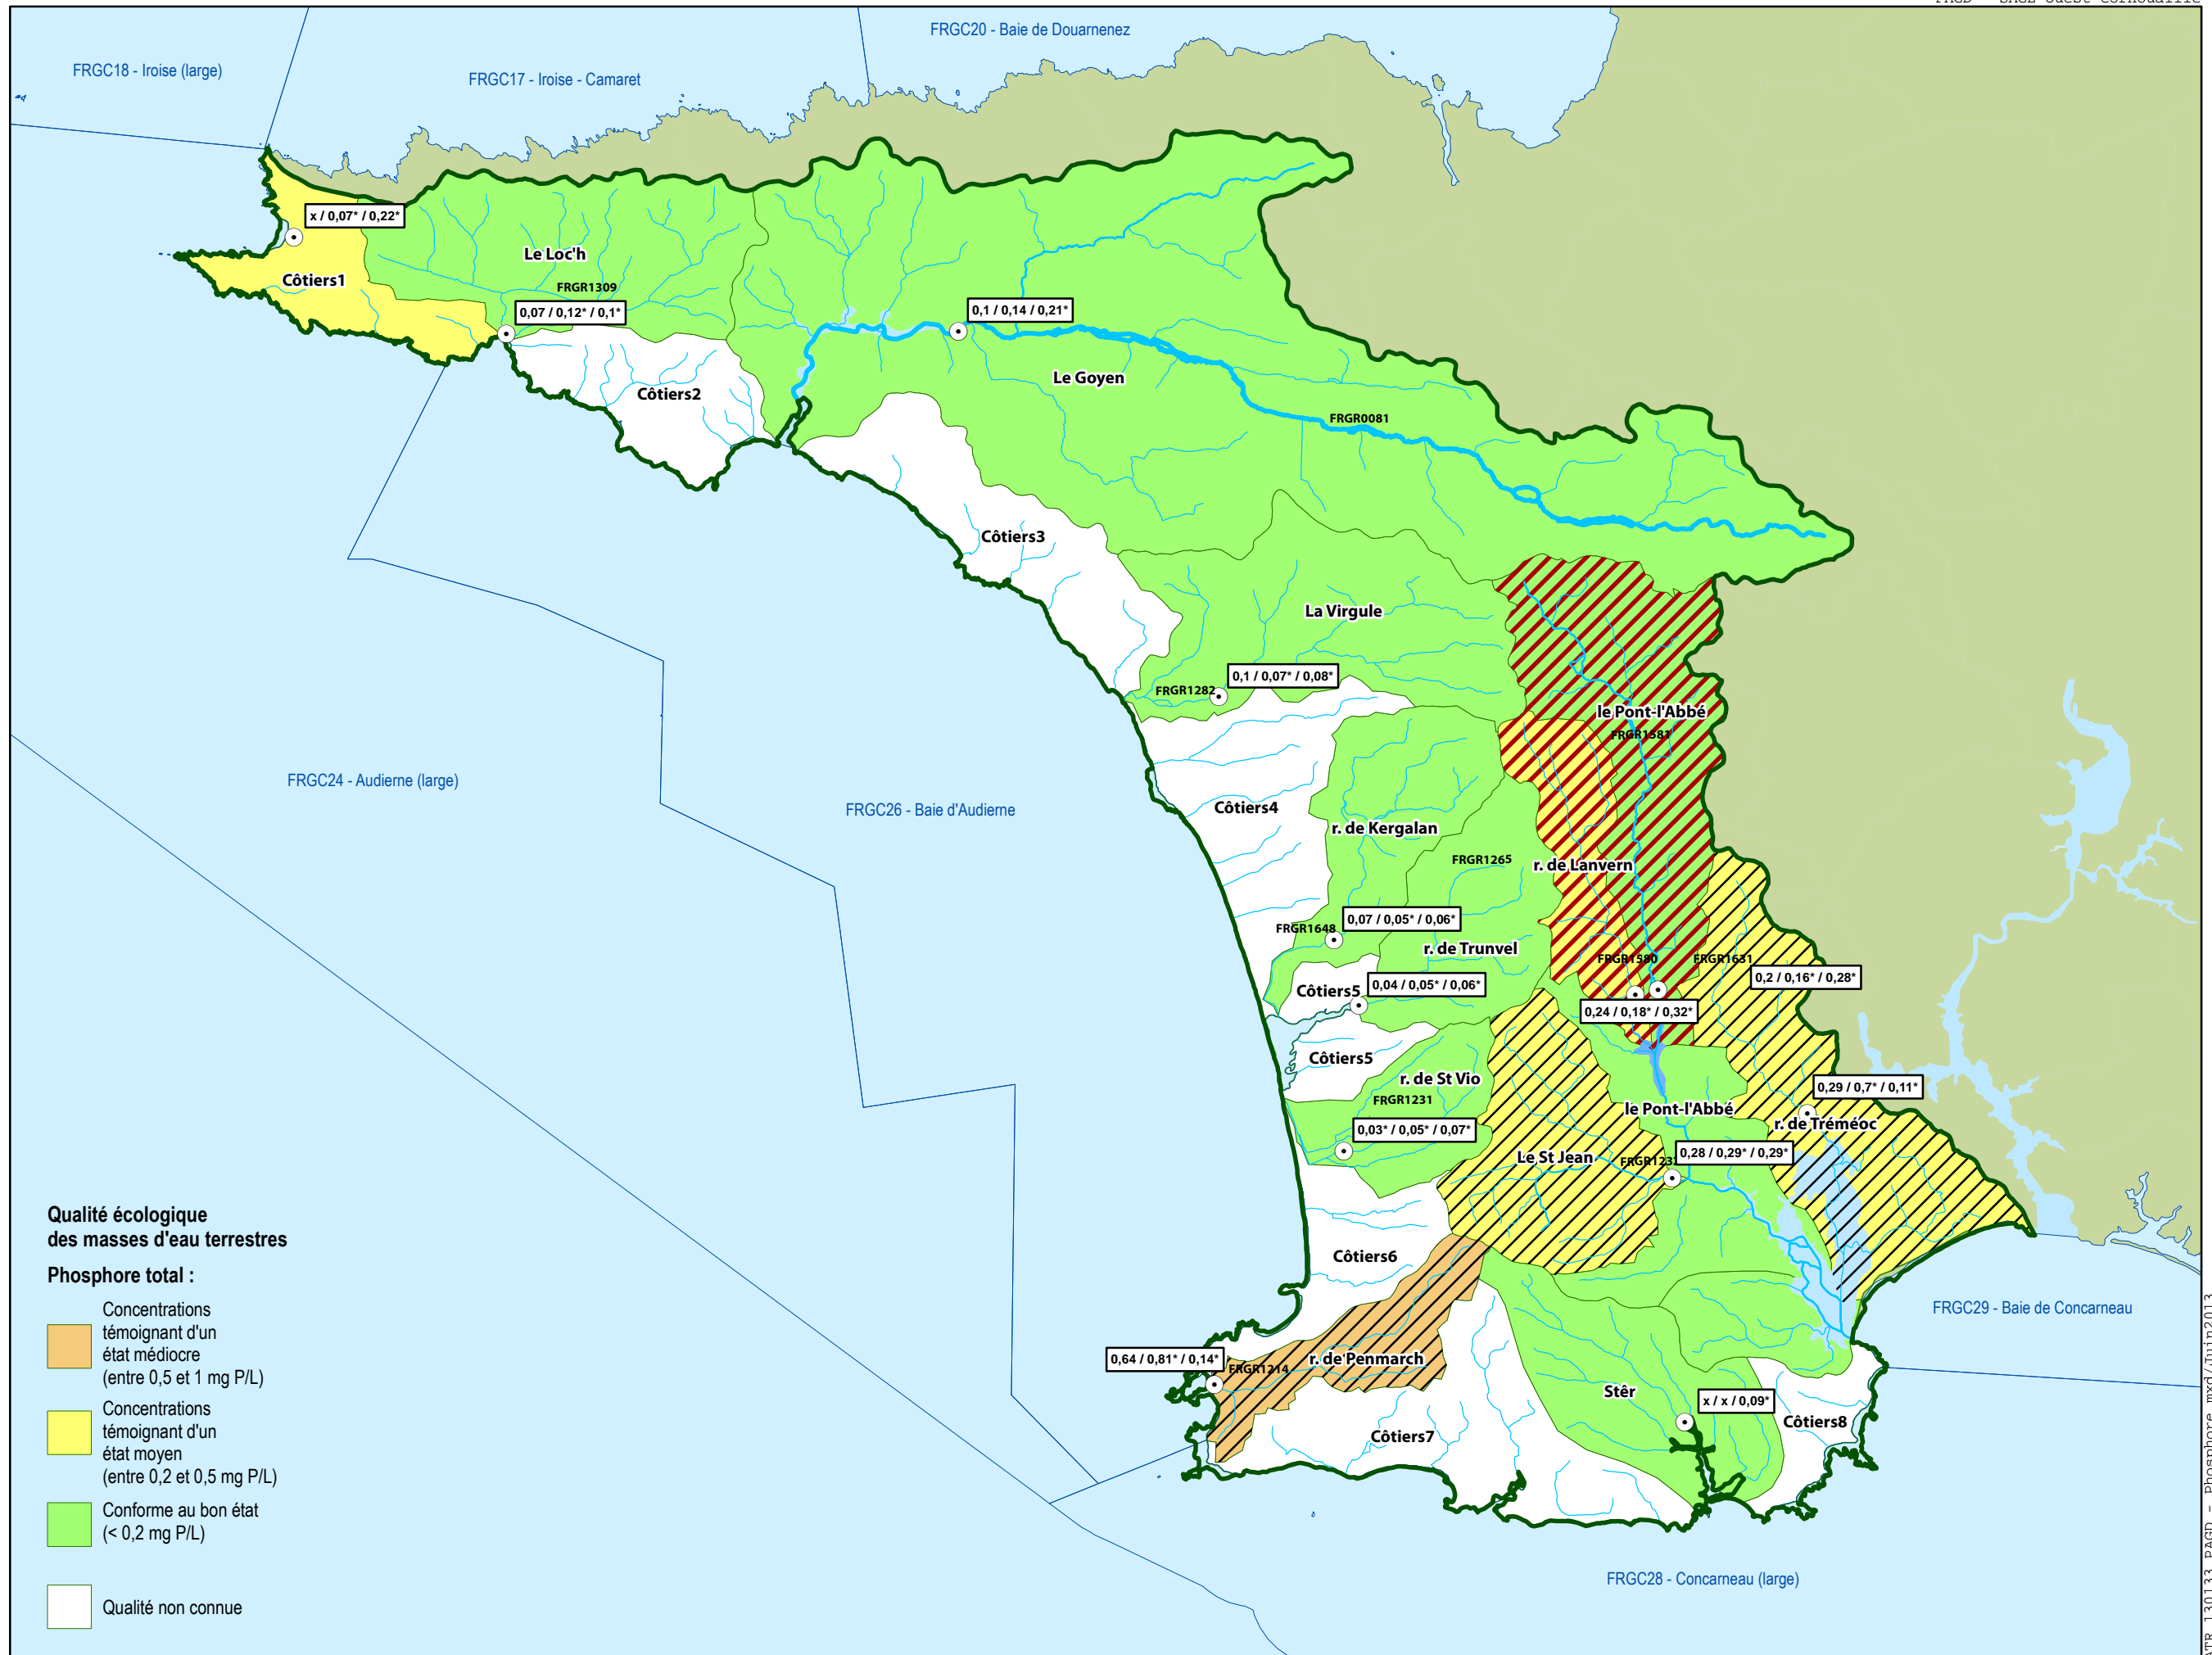 FRGC20 - Baie de Douarnenez
FRGC18 - Iroise (large)
FRGC17 - Iroise - Camaret
x / 0,07* / 0,22*
Côtiers1
Le Loc'h
FRGR1309
0,07 / 0,12* / 0,1*
0,1 / 0,14 / 0,21*
Côtiers2
Le Goyen
FRGR0081
Côtiers3
La Virgule
0,1 / 0,07* / 0,08*
FRGR1282
le Pont-l'Abbé
FRGR1581
FRGC24 - Audierne (large)
FRGC26 - Baie d'Audierne
Côtiers4
r. de Kergalan
FRGR1265
r. de Lanvern
0,07 / 0,05* / 0,06*
FRGR1648
r. de Trunvel
FRGR1580
FRGR1631
0,2 / 0,16* / 0,28*
Côtiers5
0,04 / 0,05* / 0,06*
0,24 / 0,18* / 0,32*
Côtiers5
r. de St Vio
FRGR1231
0,29 / 0,7* / 0,11*
le Pont-l'Abbé
r. de Tréméoc
0,03* / 0,05* / 0,07*
Le St Jean
0,28 / 0,29* / 0,29*
Côtiers6
FRGC29 - Baie de Concarneau
0,64 / 0,81* / 0,14*
FRGR1214
r. de Penmarch
Stêr
x / x / 0,09*
Côtiers7
Côtiers8
FRGC28 - Concarneau (large)
Qualité écologique
des masses d'eau terrestres
Phosphore total :
Concentrations
témoignant d'un
état médiocre
(entre 0,5 et 1 mg P/L)
Concentrations
témoignant d'un
état moyen
(entre 0,2 et 0,5 mg P/L)
Conforme au bon état
(< 0,2 mg P/L)
Qualité non connue